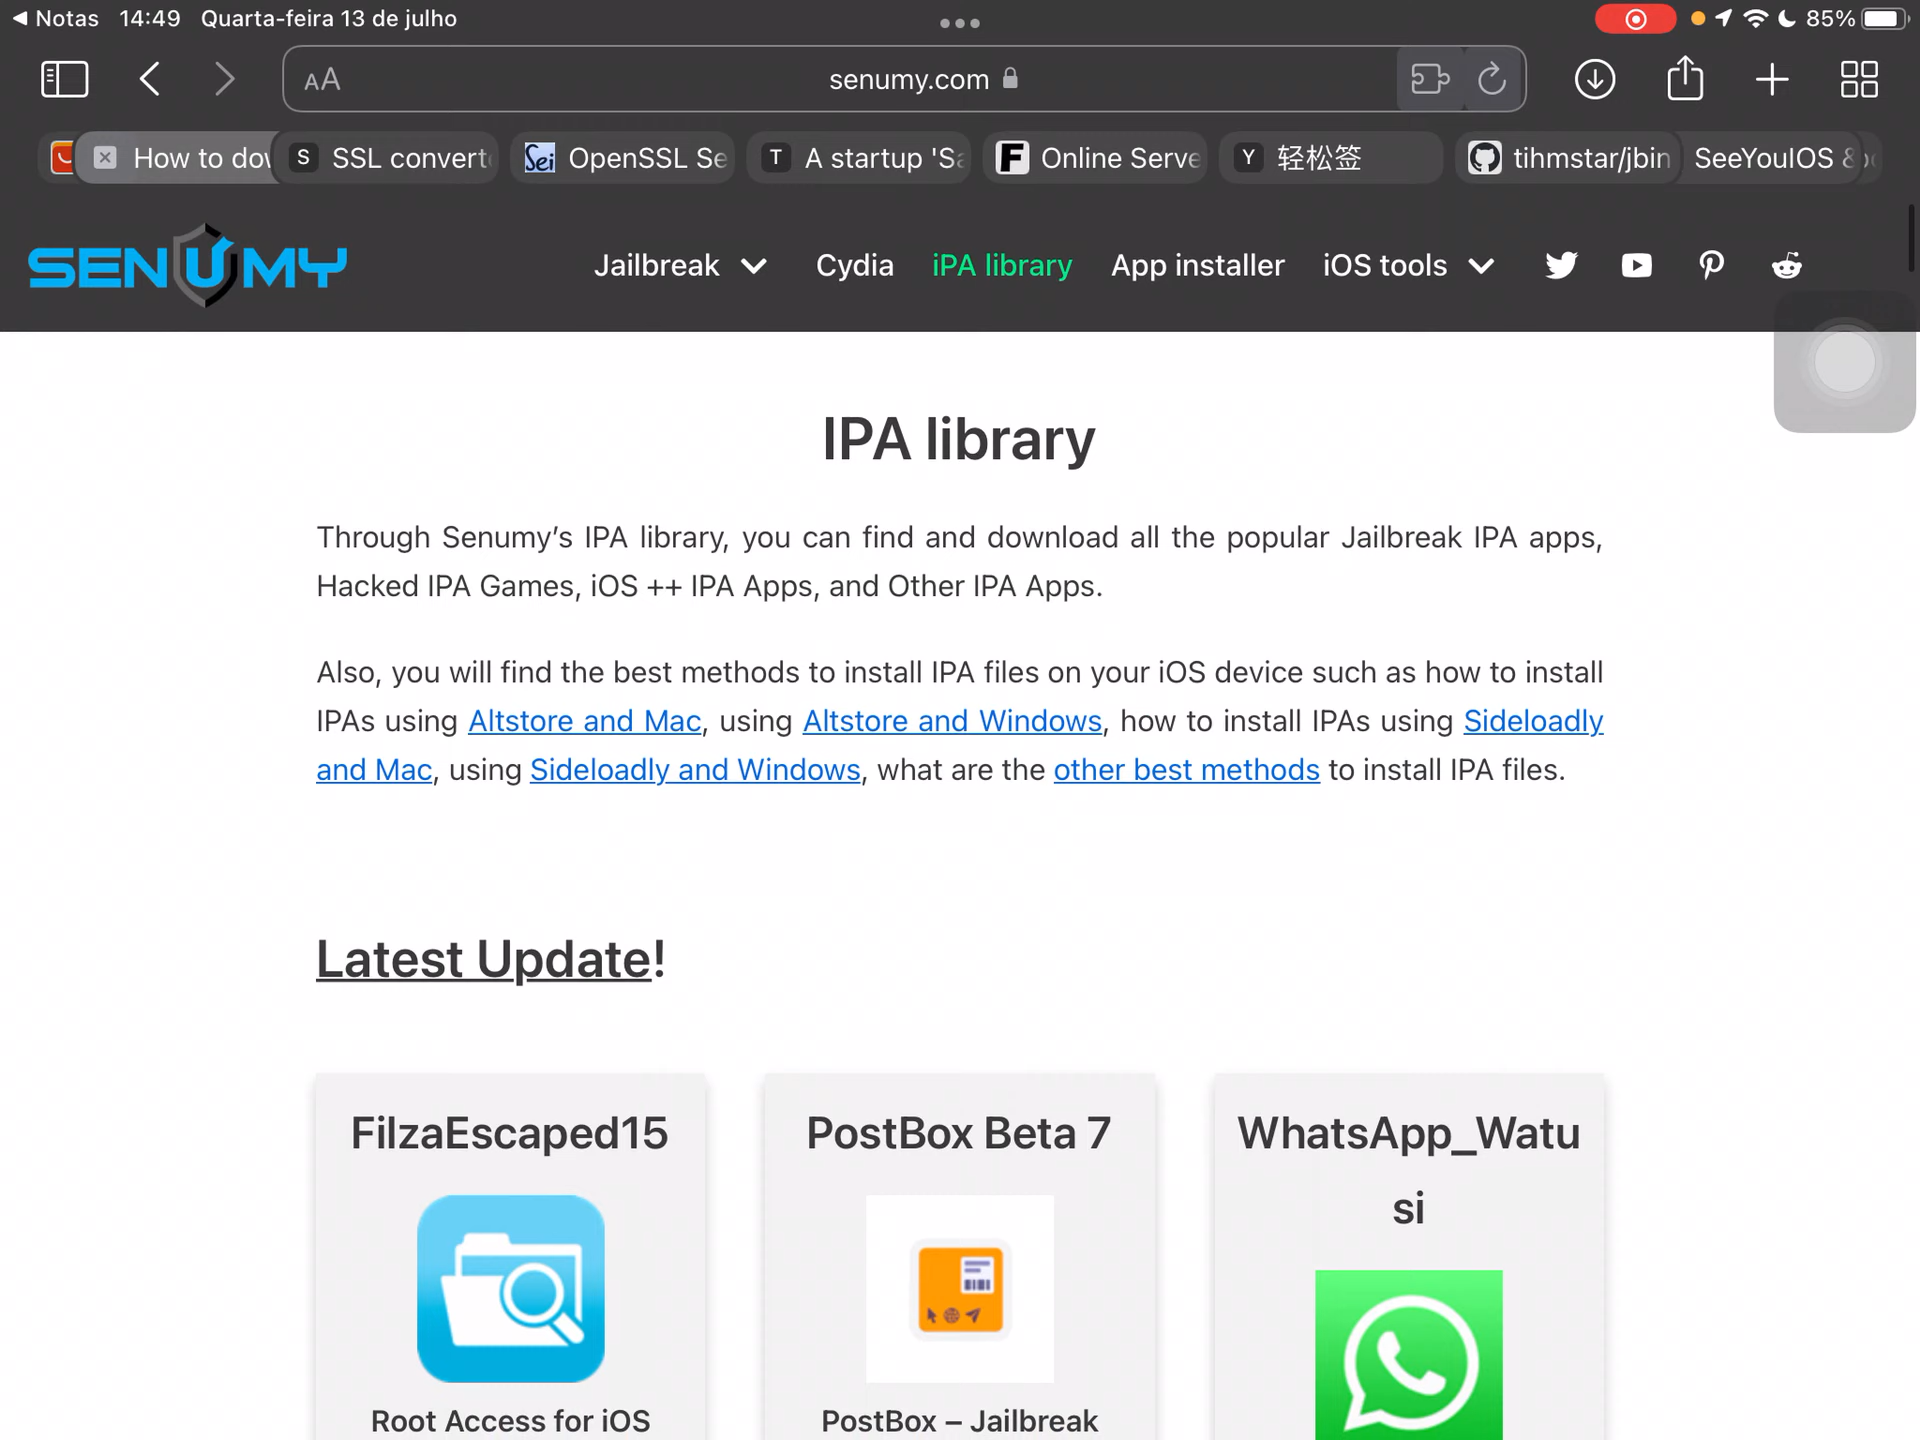 Notas 14:49 Quarta-feira 13 de julho 85%
AA senumy.com
How to dov SSL convert OpenSSL Se A startup 'Sa Online Serve 轻松签 tihmstar/jbin SeeYouIOS &
SENUMY Jailbreak Cydia iPA library App installer iOS tools
IPA library
Through Senumy’s IPA library, you can find and download all the popular Jailbreak IPA apps,
Hacked IPA Games, iOS ++ IPA Apps, and Other IPA Apps.
Also, you will find the best methods to install IPA files on your iOS device such as how to install
IPAs using Altstore and Mac, using Altstore and Windows, how to install IPAs using Sideloadly
and Mac, using Sideloadly and Windows, what are the other best methods to install IPA files.
Latest Update!
FilzaEscaped15 PostBox Beta 7 WhatsApp_Watu
si
Root Access for iOS PostBox – Jailbreak